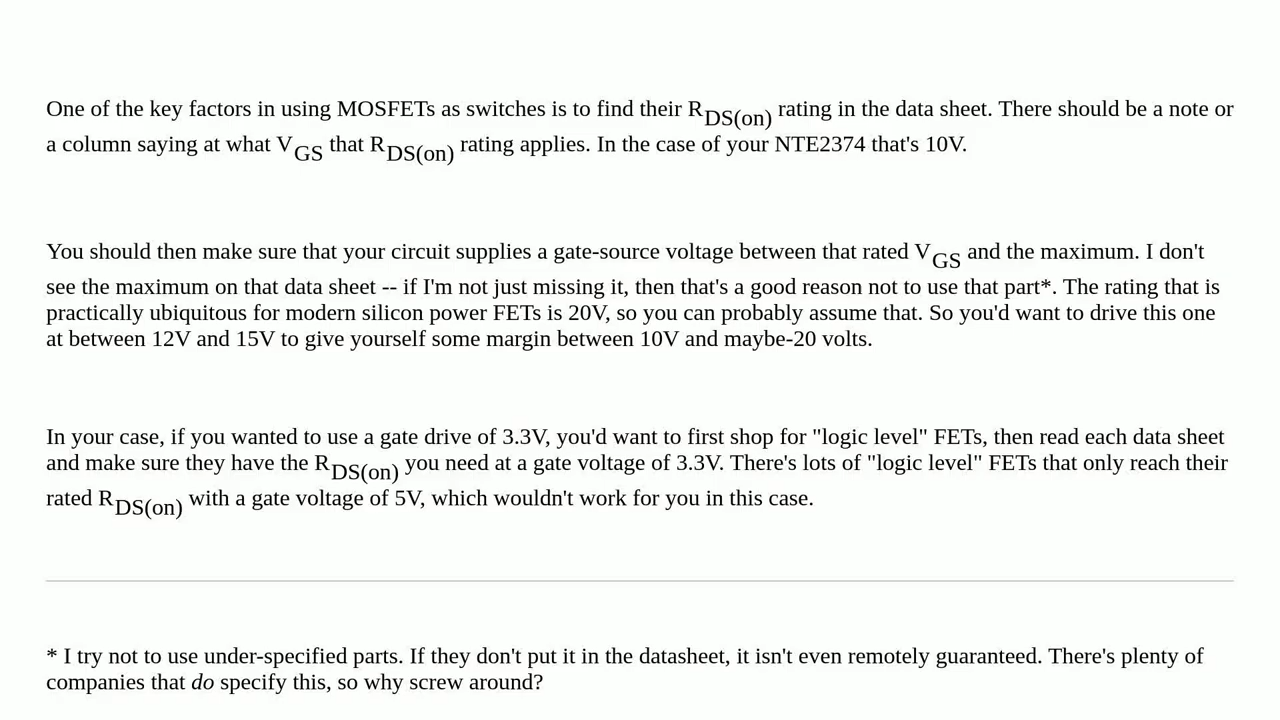 One of the key factors in using MOSFETs as switches is to find their RDS(on) rating in the data sheet. There should be a note or
a column saying at what VGS that RDS(on) rating applies. In the case of your NTE2374 that's 10V.
You should then make sure that your circuit supplies a gate-source voltage between that rated VGS and the maximum. I don't
see the maximum on that data sheet -- if I'm not just missing it, then that's a good reason not to use that part*. The rating that is
practically ubiquitous for modern silicon power FETs is 20V, so you can probably assume that. So you'd want to drive this one
at between 12V and 15V to give yourself some margin between 10V and maybe-20 volts.
In your case, if you wanted to use a gate drive of 3.3V, you'd want to first shop for "logic level" FETs, then read each data sheet
and make sure they have the RDS(on) you need at a gate voltage of 3.3V. There's lots of "logic level" FETs that only reach their
rated RDS(on) with a gate voltage of 5V, which wouldn't work for you in this case.
* I try not to use under-specified parts. If they don't put it in the datasheet, it isn't even remotely guaranteed. There's plenty of
companies that do specify this, so why screw around?